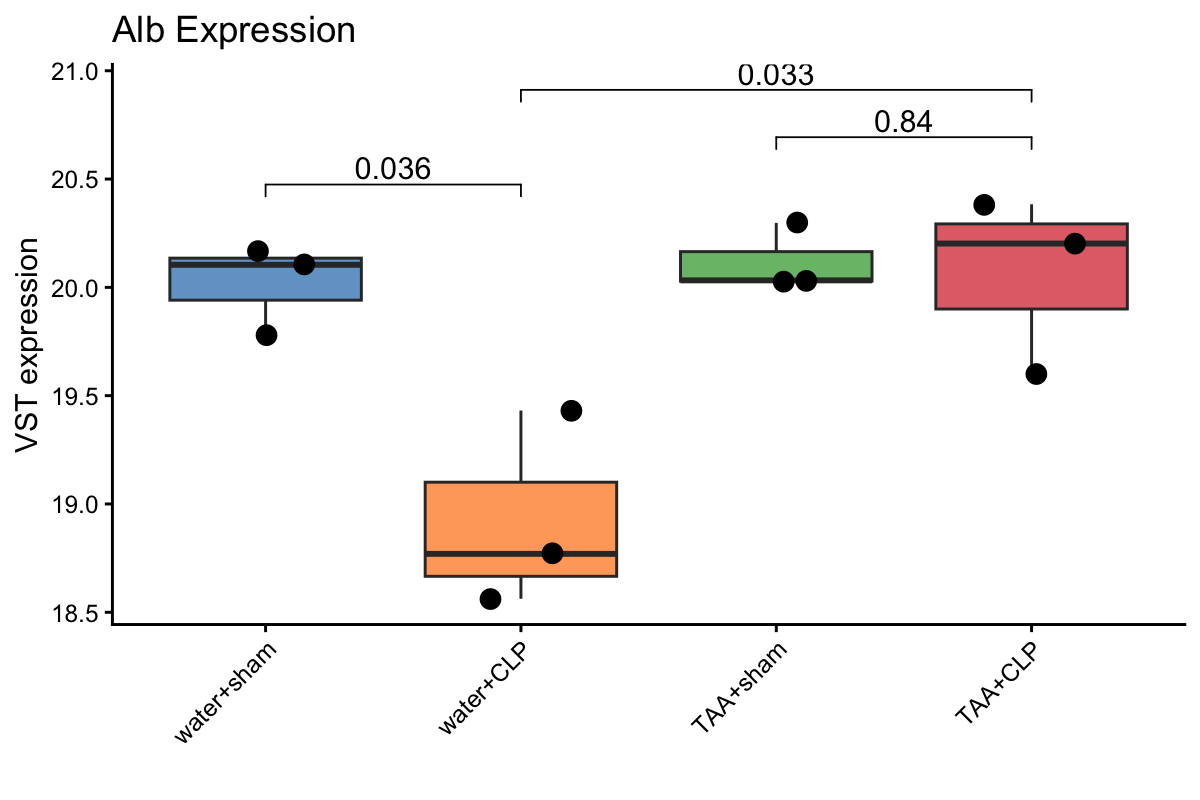 Alb Expression
21.0
20.5
20.0
19.5
19.0
18.5
VST expression
0.033
0.84
0.036
water+sham
water+CLP
TAA+sham
TAA+CLP